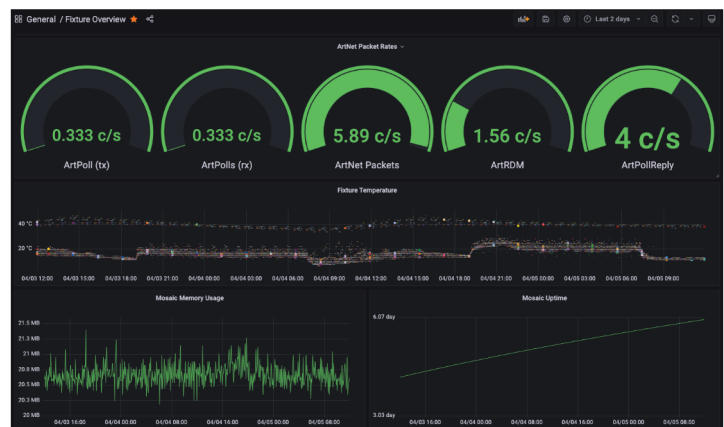 General / Fixture Overview
Last 2 days
ArtNet Packet Rates
0.333 c/s
0.333 c/s
5.89 c/s
1.56 c/s
4 c/s
ArtPoll (tx)
ArtPolls (rx)
ArtNet Packets
ArtRDM
ArtPollReply
Fixture Temperature
40 °C
20 °C
04/03 12:00 04/03 15:00 04/03 18:00 04/03 21:00 04/04 00:00 04/04 03:00 04/04 06:00 04/04 09:00 04/04 12:00 04/04 15:00 04/04 18:00 04/04 21:00 04/05 00:00 04/05 03:00 04/05 06:00 04/05 09:00
Mosaic Memory Usage
21.5 MB
21.3 MB
21 MB
20.8 MB
20.5 MB
20.3 MB
20 MB
04/03 16:00 04/04 00:00 04/04 08:00 04/04 16:00 04/05 00:00 04/05 08:00
Mosaic Uptime
6.07 day
3.03 day
04/03 16:00 04/04 00:00 04/04 08:00 04/04 16:00 04/05 00:00 04/05 08:00